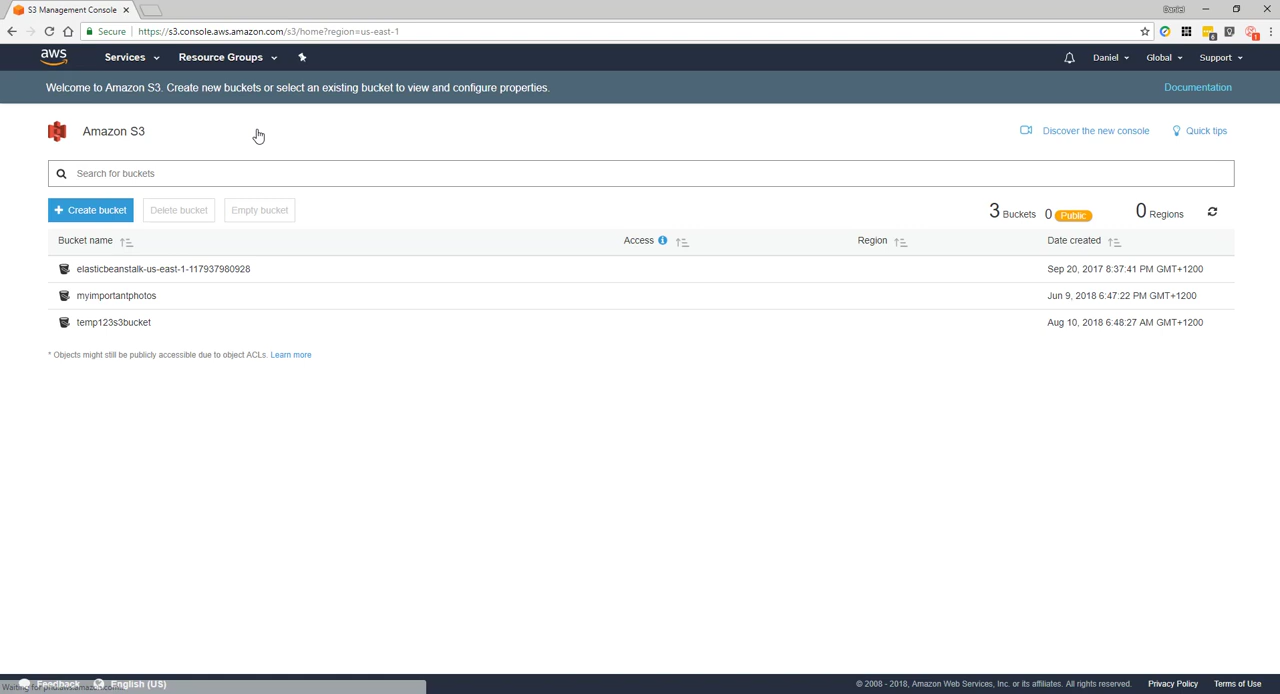 S3 Management Console
Daniel
Secure
https://s3.console.aws.amazon.com/s3/home?region=us-east-1
aws
Services
Resource Groups
Daniel
Global
Support
Welcome to Amazon S3. Create new buckets or select an existing bucket to view and configure properties.
Documentation
Amazon S3
Discover the new console
Quick tips
Search for buckets
+ Create bucket
Delete bucket
Empty bucket
3 Buckets
0 Public
0 Regions
Bucket name
Access
Region
Date created
elasticbeanstalk-us-east-1-117937980928
Sep 20, 2017 8:37:41 PM GMT+1200
myimportantphotos
Jun 9, 2018 6:47:22 PM GMT+1200
temp123s3bucket
Aug 10, 2018 6:48:27 AM GMT+1200
* Objects might still be publicly accessible due to object ACLs. Learn more
Feedback
English (US)
© 2008 - 2018, Amazon Web Services, Inc. or its affiliates. All rights reserved.
Privacy Policy
Terms of Use